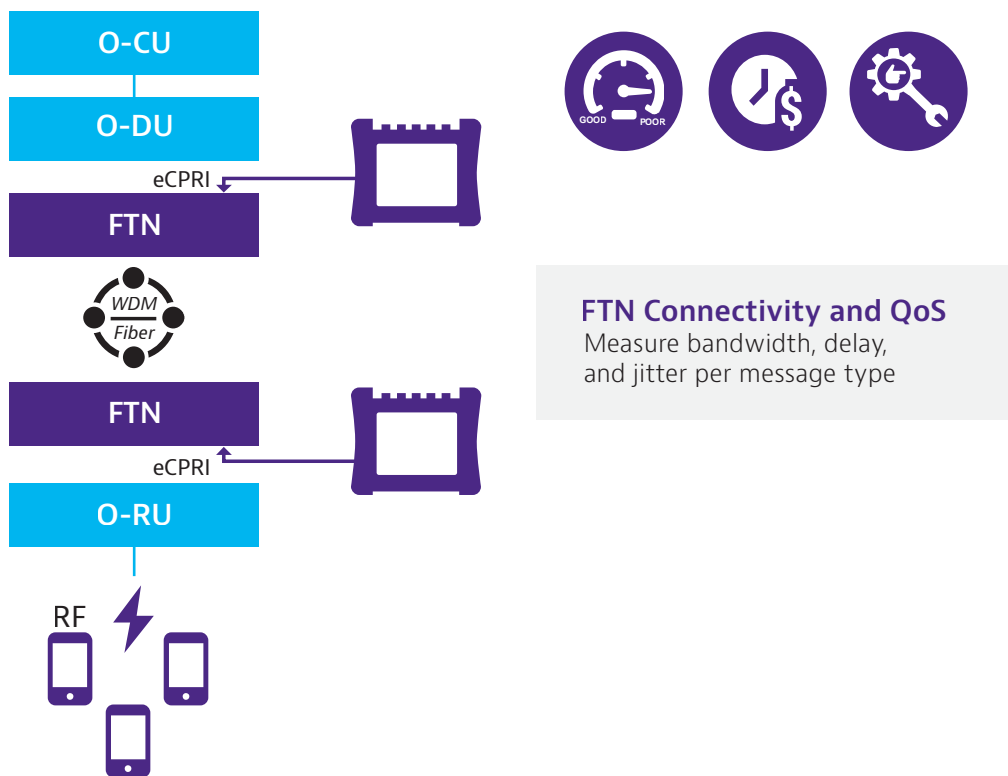 O-CU
O-DU
eCPRI
FTN
WDM
Fiber
FTN
eCPRI
O-RU
RF
GOOD
POOR
$
FTN Connectivity and QoS
Measure bandwidth, delay,
and jitter per message type